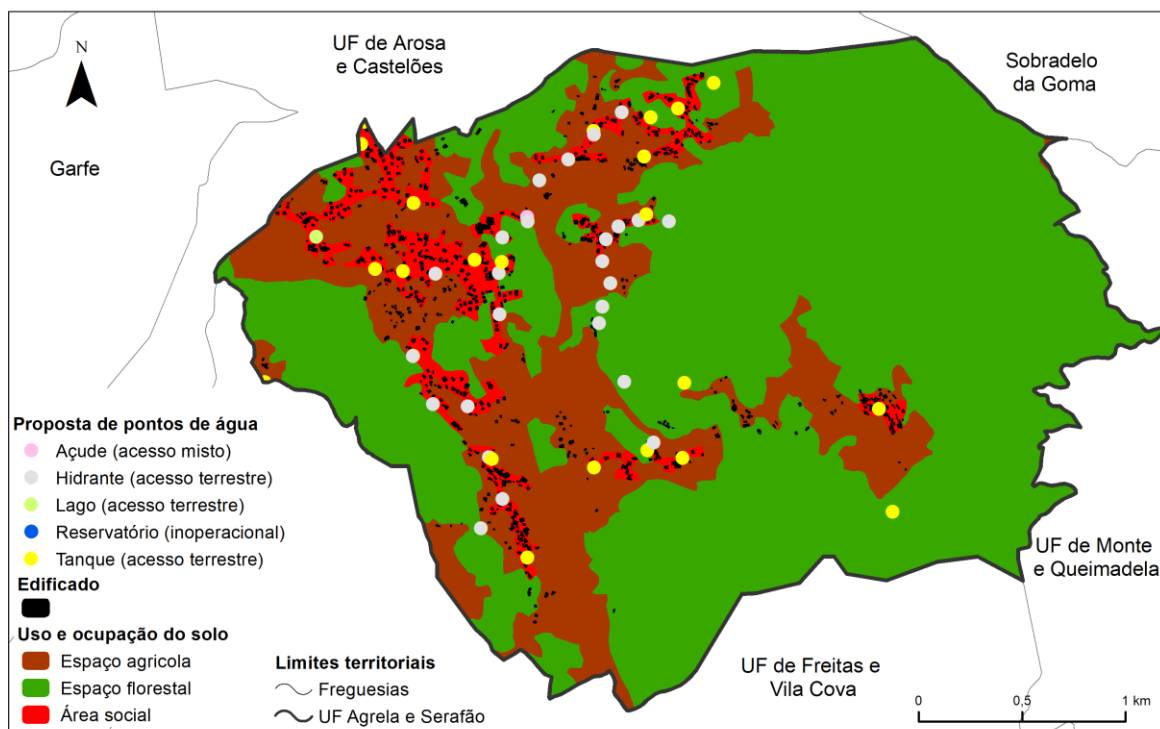 UF de Arosa
e Castelões
Sobradelo
da Goma
N
Garfe
Proposta de pontos de água
Açude (acesso misto)
Hidrante (acesso terrestre)
Lago (acesso terrestre)
Reservatório (inoperacional)
Tanque (acesso terrestre)
Edificado
Uso e ocupação do solo
Espaço agricola
Espaço florestal
Área social
Limites territoriais
Freguesias
UF Agrela e Serafão
UF de Monte
e Queimadela
UF de Freitas e
Vila Cova
0 0,5 1 km